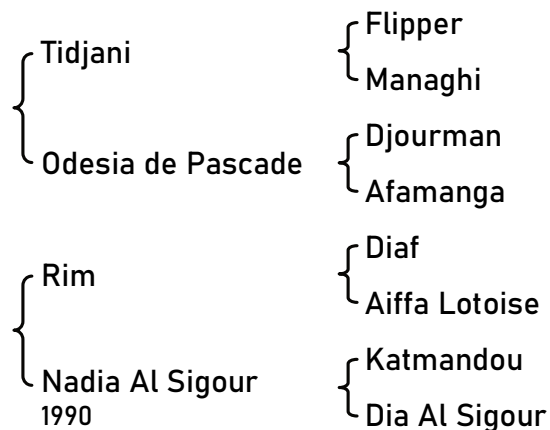 Tidjani
Flipper
Managhi
Odesia de Pascade
Djourman
Afamanga
Rim
Diaf
Aiffa Lotoise
Nadia Al Sigour
1990
Katmandou
Dia Al Sigour